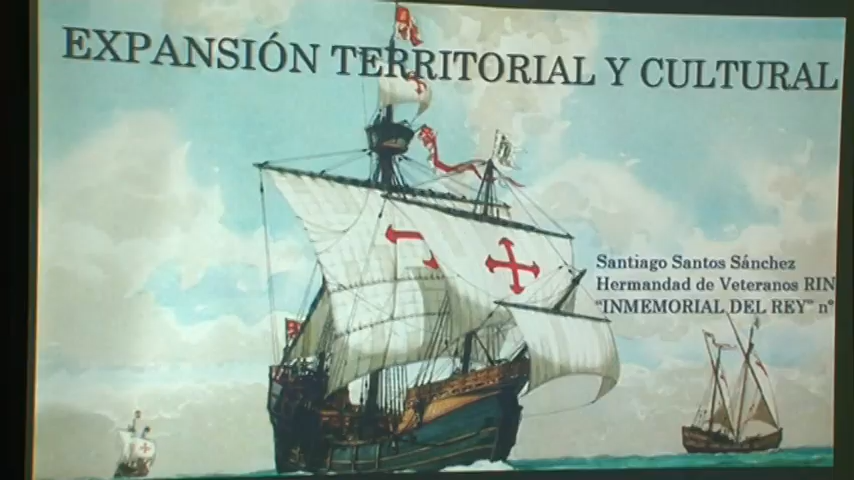 EXPANSIÓN TERRITORIAL Y CULTURAL
Santiago Santos Sánchez
Hermandad de Veteranos RIN
"INMEMORIAL DEL REY" nº